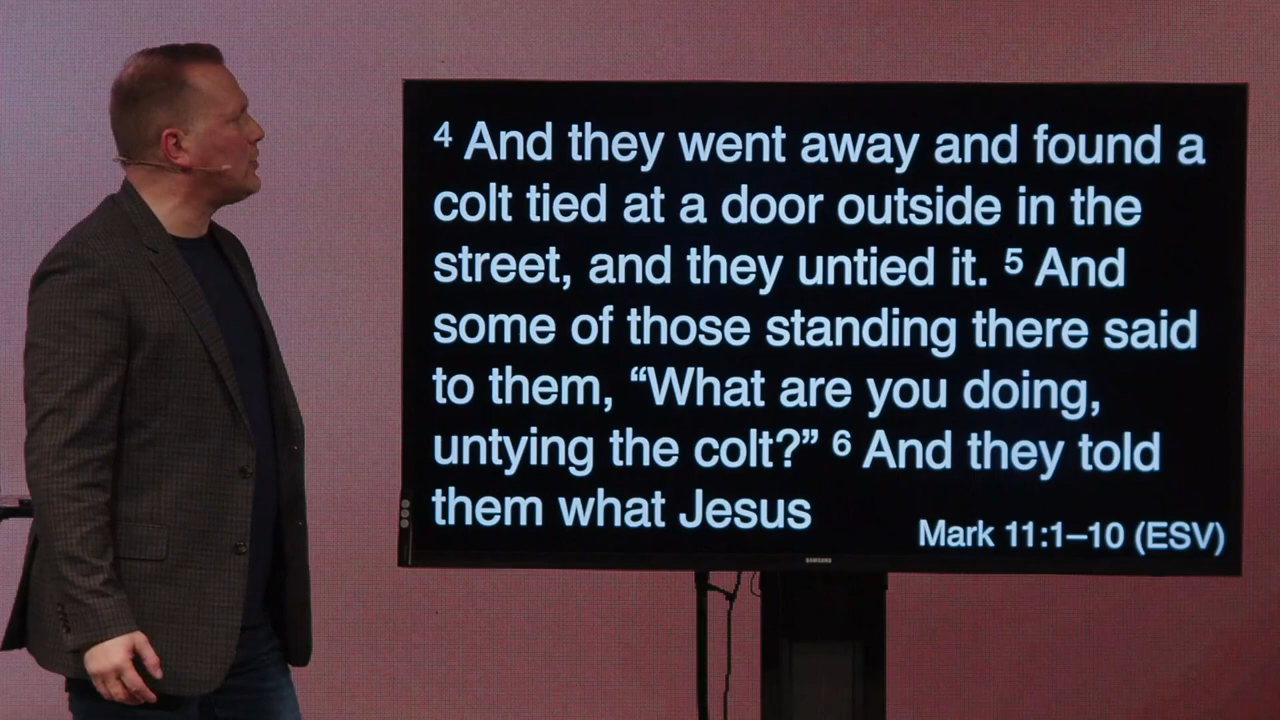 4 And they went away and found a
colt tied at a door outside in the
street, and they untied it. 5 And
some of those standing there said
to them, “What are you doing,
untying the colt?” 6 And they told
them what Jesus
Mark 11:1–10 (ESV)
SAMSUNG